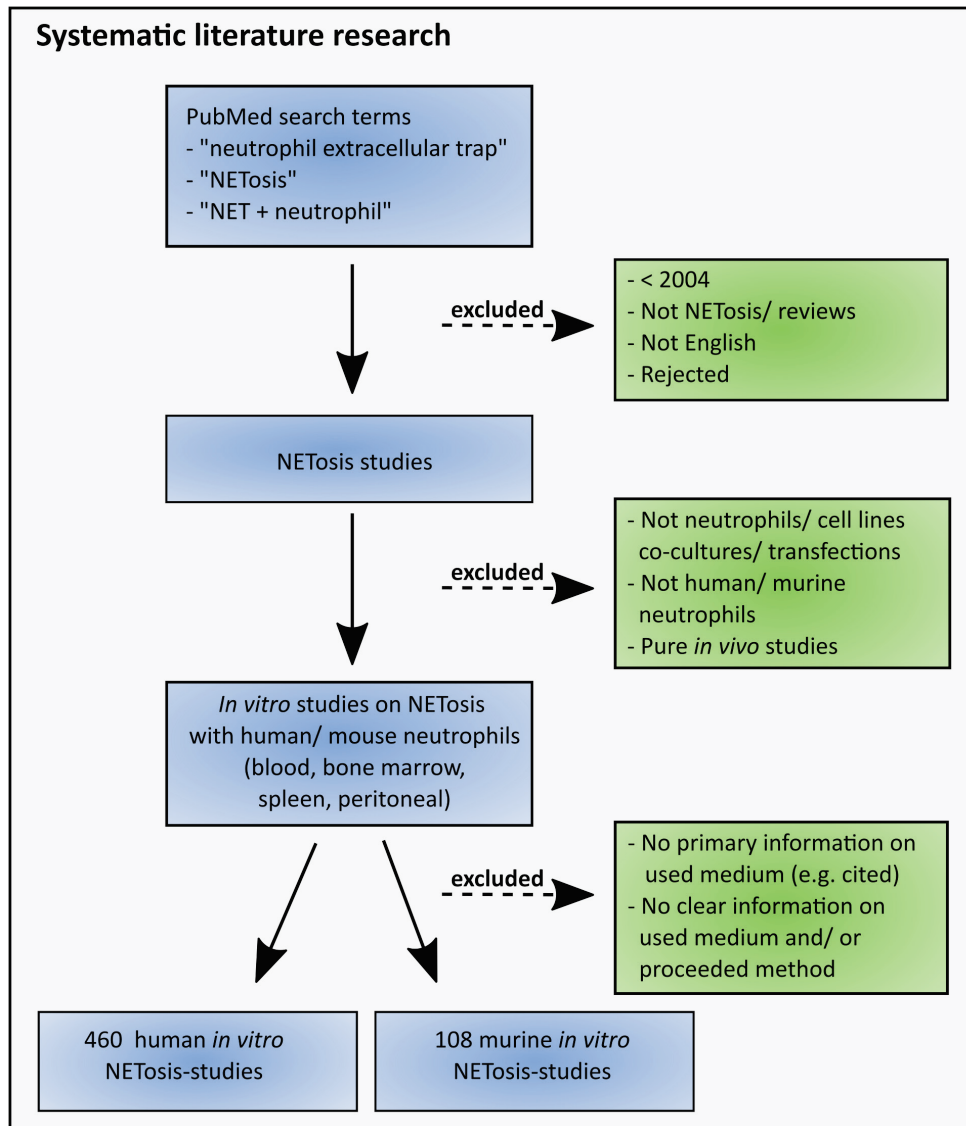 Systematic literature research
PubMed search terms
- "neutrophil extracellular trap"
- "NETosis"
- "NET + neutrophil"
excluded
- < 2004
- Not NETosis/ reviews
- Not English
- Rejected
NETosis studies
excluded
- Not neutrophils/ cell lines
co-cultures/ transfections
- Not human/ murine
neutrophils
- Pure in vivo studies
In vitro studies on NETosis
with human/ mouse neutrophils
(blood, bone marrow,
spleen, peritoneal)
excluded
- No primary information on
used medium (e.g. cited)
- No clear information on
used medium and/ or
proceeded method
460 human in vitro
NETosis-studies
108 murine in vitro
NETosis-studies